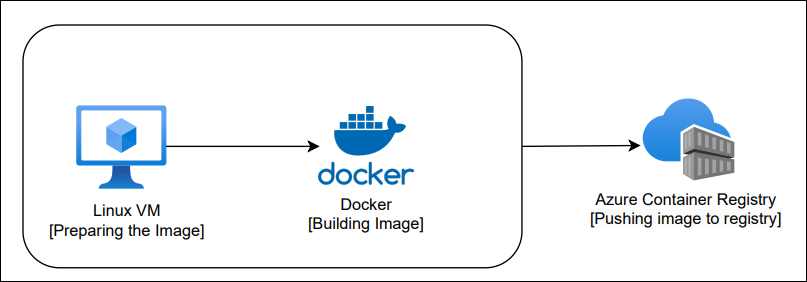 docker
Linux VM
[Preparing the Image]
Docker
[Building Image]
Azure Container Registry
[Pushing image to registry]